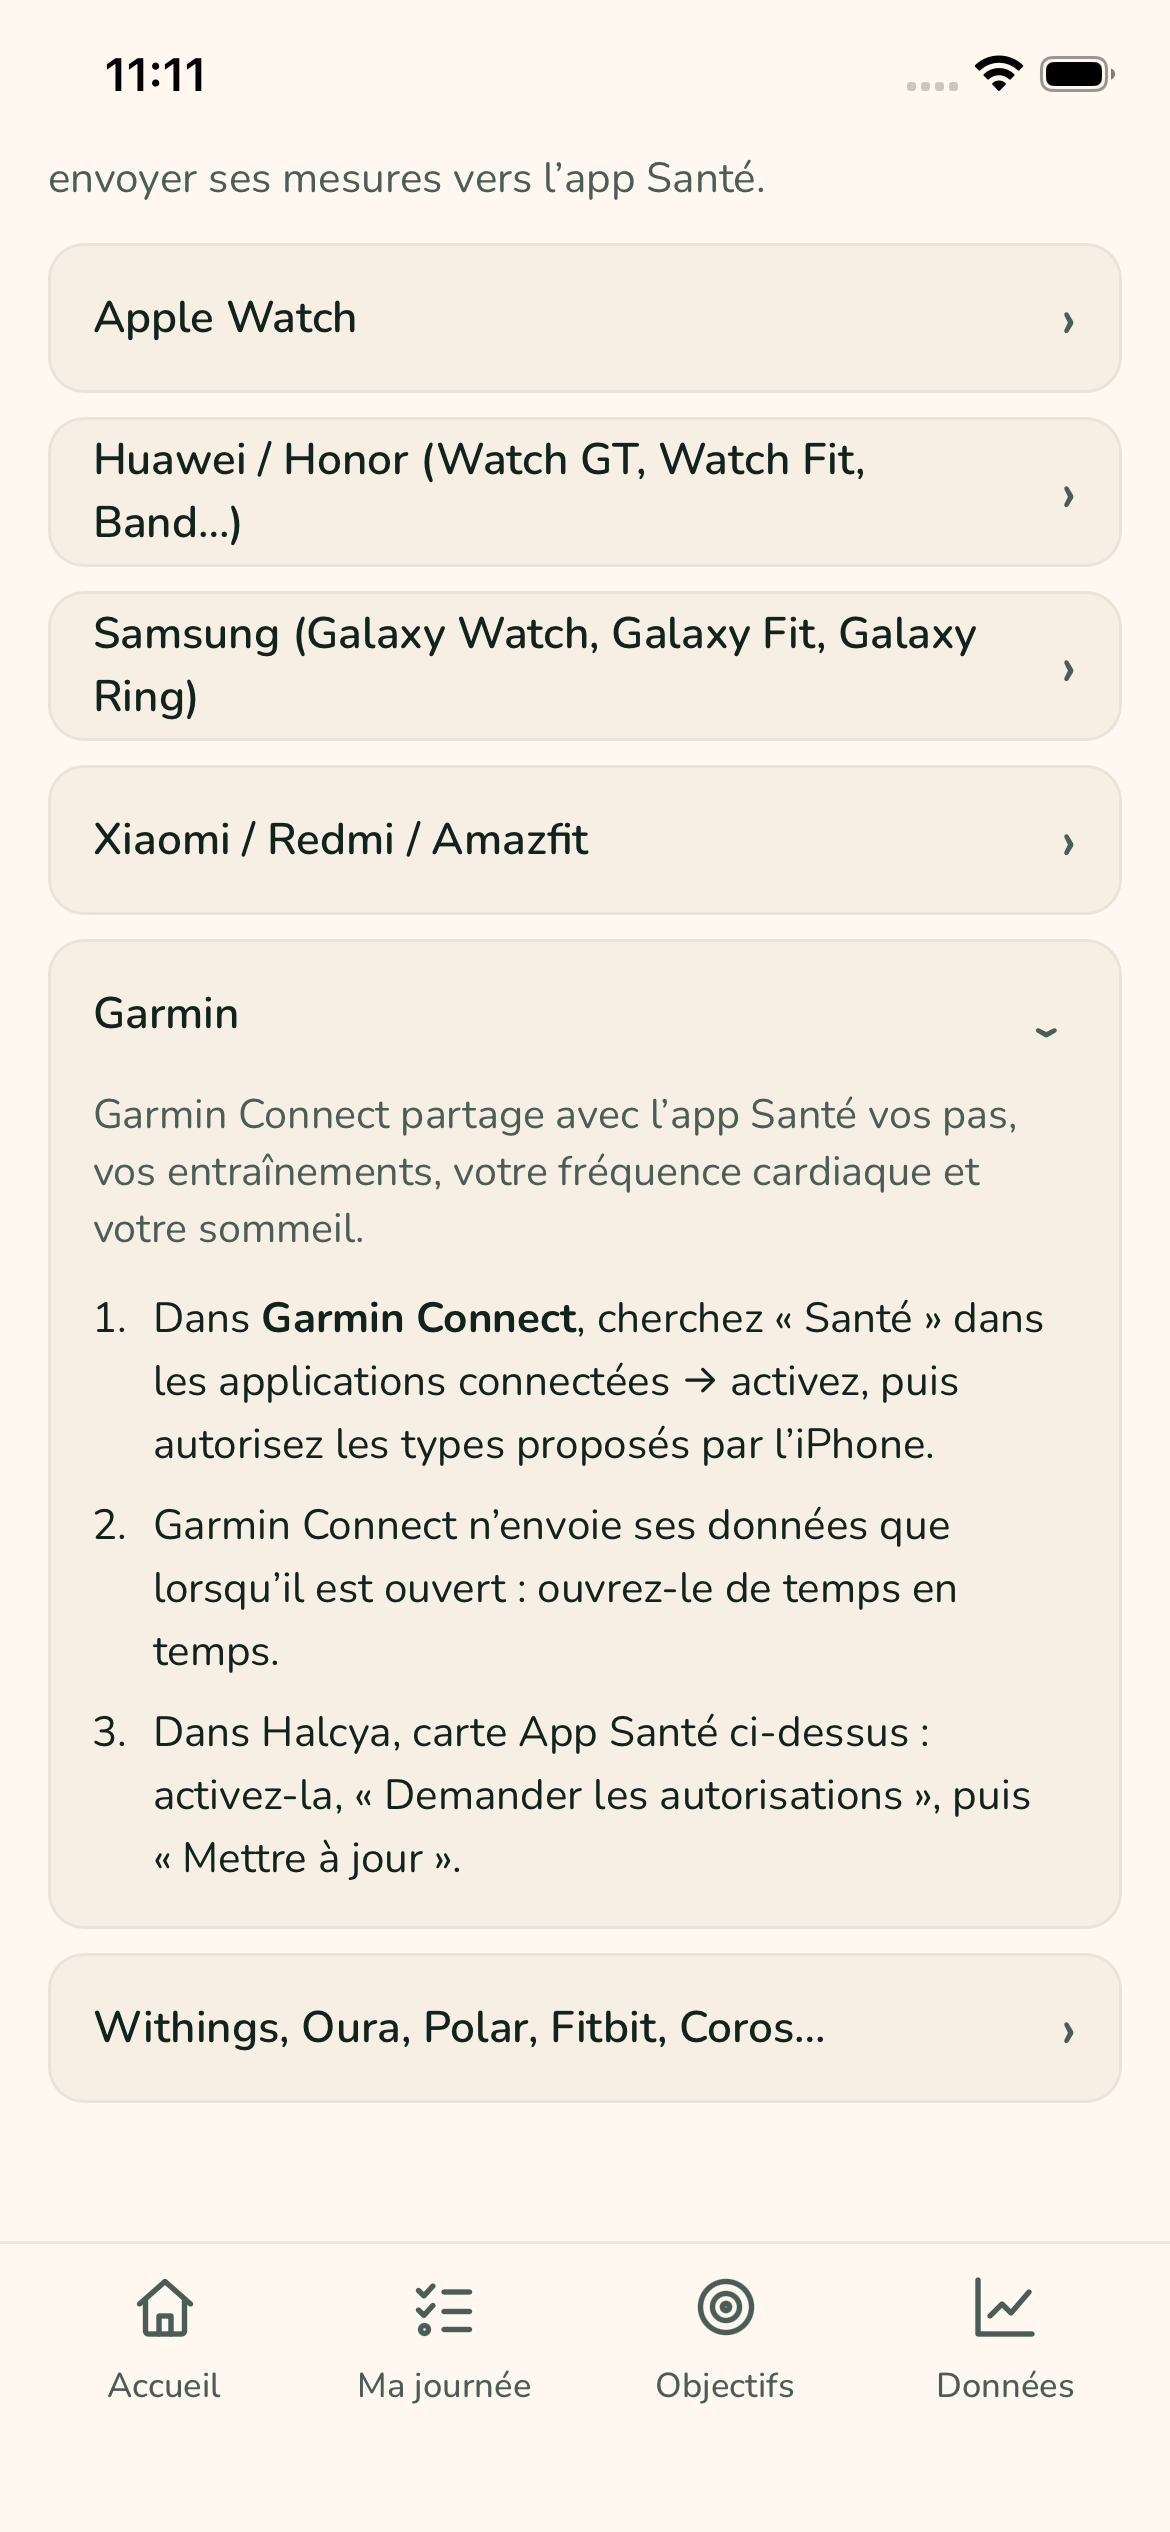 11:11
envoyer ses mesures vers l’app Santé.
Apple Watch
Huawei / Honor (Watch GT, Watch Fit,
Band…)
Samsung (Galaxy Watch, Galaxy Fit, Galaxy
Ring)
Xiaomi / Redmi / Amazfit
Garmin
Garmin Connect partage avec l’app Santé vos pas,
vos entraînements, votre fréquence cardiaque et
votre sommeil.
1. Dans Garmin Connect, cherchez « Santé » dans
les applications connectées → activez, puis
autorisez les types proposés par l’iPhone.
2. Garmin Connect n’envoie ses données que
lorsqu’il est ouvert : ouvrez-le de temps en
temps.
3. Dans Halcya, carte App Santé ci-dessus :
activez-la, « Demander les autorisations », puis
« Mettre à jour ».
Withings, Oura, Polar, Fitbit, Coros…
Accueil
Ma journée
Objectifs
Données